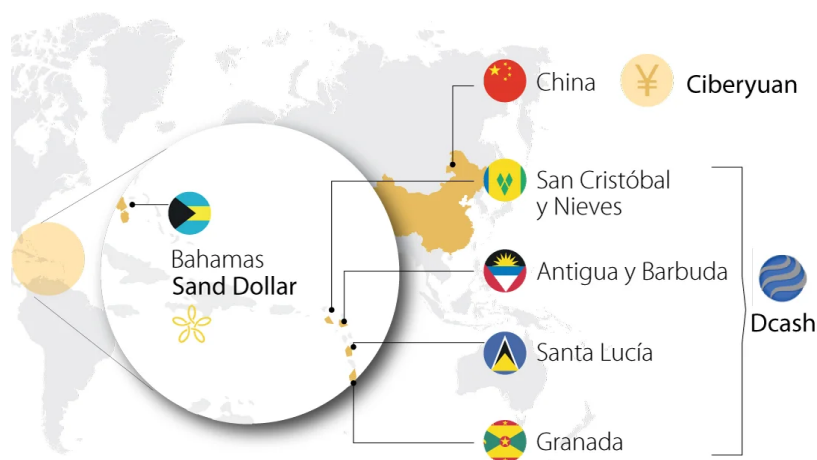 China
¥
Ciberyuan
San Cristóbal
y Nieves
Bahamas
Sand Dollar
Antigua y Barbuda
Dcash
Santa Lucía
Granada